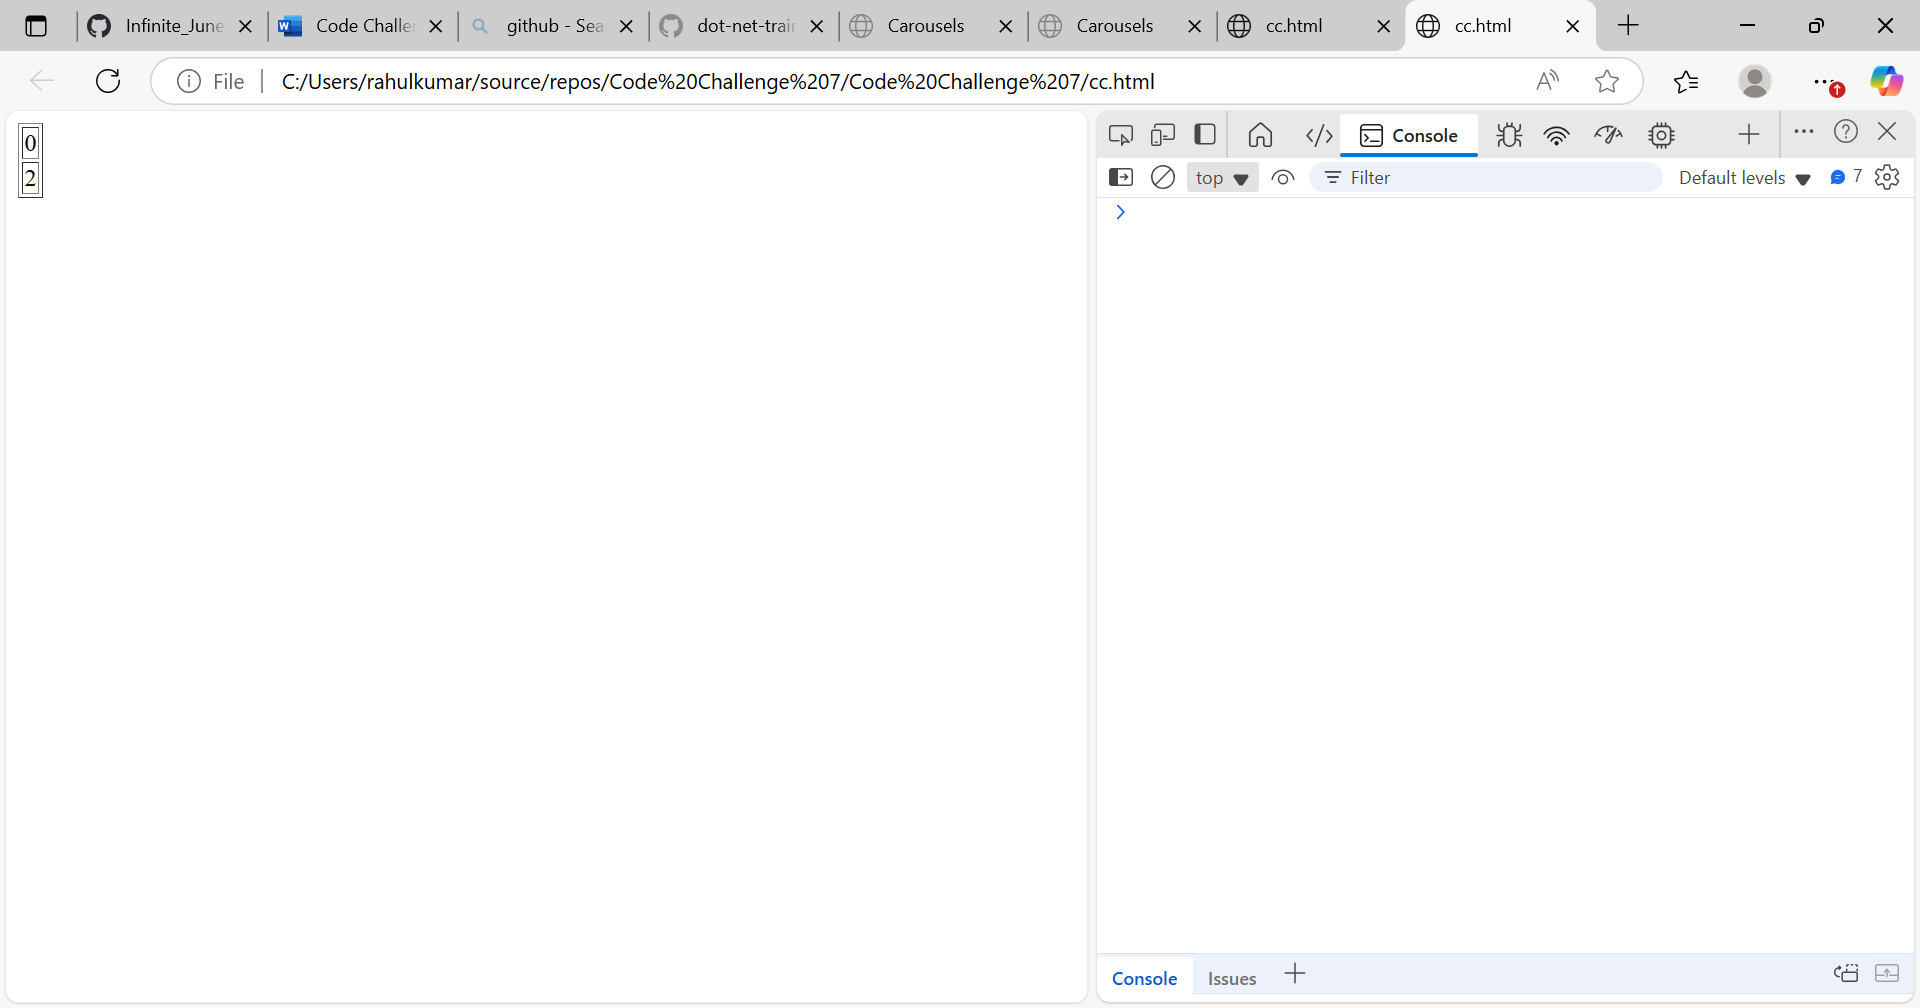 Infinite_June
Code Challe
github - Sea
dot-net-train
Carousels
Carousels
cc.html
cc.html
File
C:/Users/rahulkumar/source/repos/Code%20Challenge%207/Code%20Challenge%207/cc.html
0
2
Console
top
Filter
Default levels
7
Console
Issues